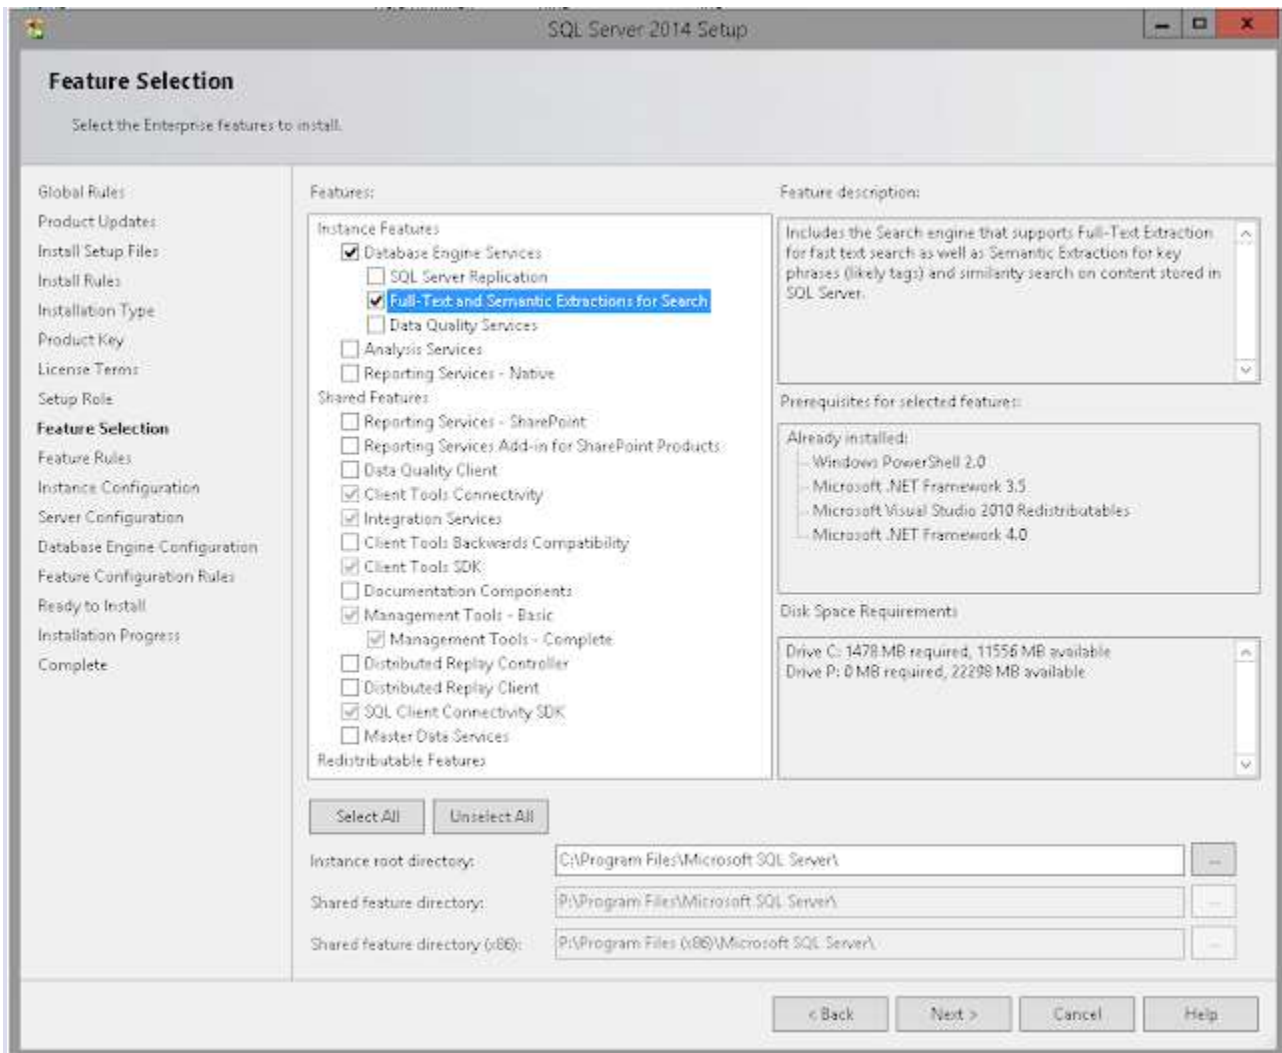 SQL Server 2014 Setup
Feature Selection
Select the Enterprise features to install.
Global Rules
Product Updates
Install Setup Files
Install Rules
Installation Type
Product Key
License Terms
Setup Role
Feature Selection
Feature Rules
Instance Configuration
Server Configuration
Database Engine Configuration
Feature Configuration Rules
Ready to Install
Installation Progress
Complete
Features:
Instance Features
Database Engine Services
SQL Server Replication
Full-Text and Semantic Extractions for Search
Data Quality Services
Analysis Services
Reporting Services - Native
Shared Features
Reporting Services - SharePoint
Reporting Services Add-in for SharePoint Products
Data Quality Client
Client Tools Connectivity
Integration Services
Client Tools Backwards Compatibility
Client Tools SDK
Documentation Components
Management Tools - Basic
Management Tools - Complete
Distributed Replay Controller
Distributed Replay Client
SQL Client Connectivity SDK
Master Data Services
Redistributable Features
Feature description:
Includes the Search engine that supports Full-Text Extraction
for fast text search as well as Semantic Extraction for key
phrases (likely tags) and similarity search on content stored in
SQL Server.
Prerequisites for selected features:
Already installed:
Windows PowerShell 2.0
Microsoft .NET Framework 3.5
Microsoft Visual Studio 2010 Redistributables
Microsoft .NET Framework 4.0
Disk Space Requirements
Drive C: 1478 MB required, 11556 MB available
Drive P: 0 MB required, 22298 MB available
Select All
Unselect All
Instance root directory:
C:\Program Files\Microsoft SQL Server\
...
Shared feature directory:
P:\Program Files\Microsoft SQL Server\
...
Shared feature directory (x86):
P:\Program Files (x86)\Microsoft SQL Server\
...
< Back
Next >
Cancel
Help